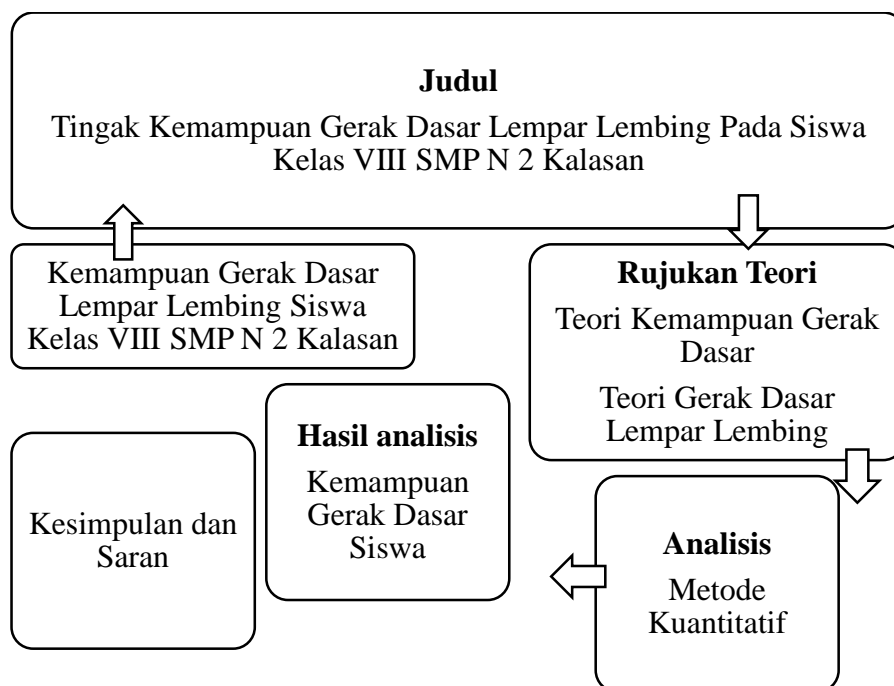 Judul
Tingak Kemampuan Gerak Dasar Lempar Lembing Pada Siswa
Kelas VIII SMP N 2 Kalasan
Kemampuan Gerak Dasar
Lempar Lembing Siswa
Kelas VIII SMP N 2 Kalasan
Rujukan Teori
Teori Kemampuan Gerak
Dasar
Teori Gerak Dasar
Lempar Lembing
Analisis
Metode
Kuantitatif
Hasil analisis
Kemampuan
Gerak Dasar
Siswa
Kesimpulan dan
Saran